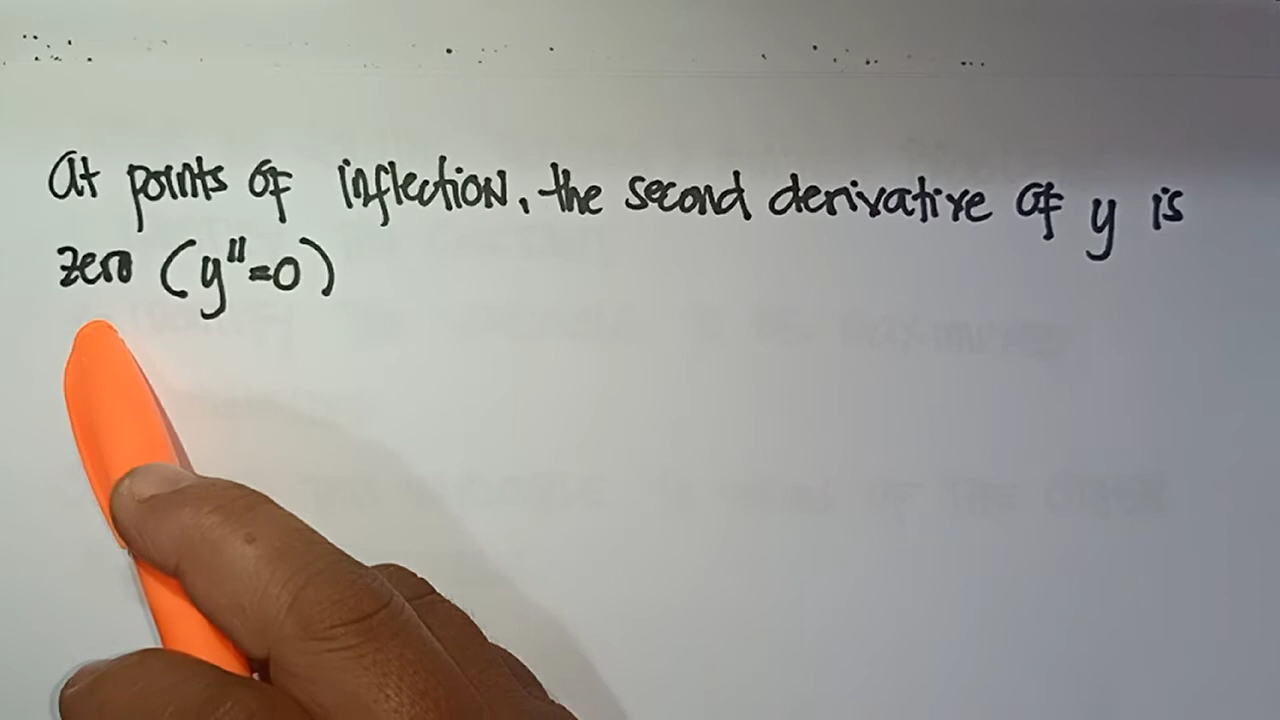 At points of inflection, the second derivative of y is
zero (y"=0)